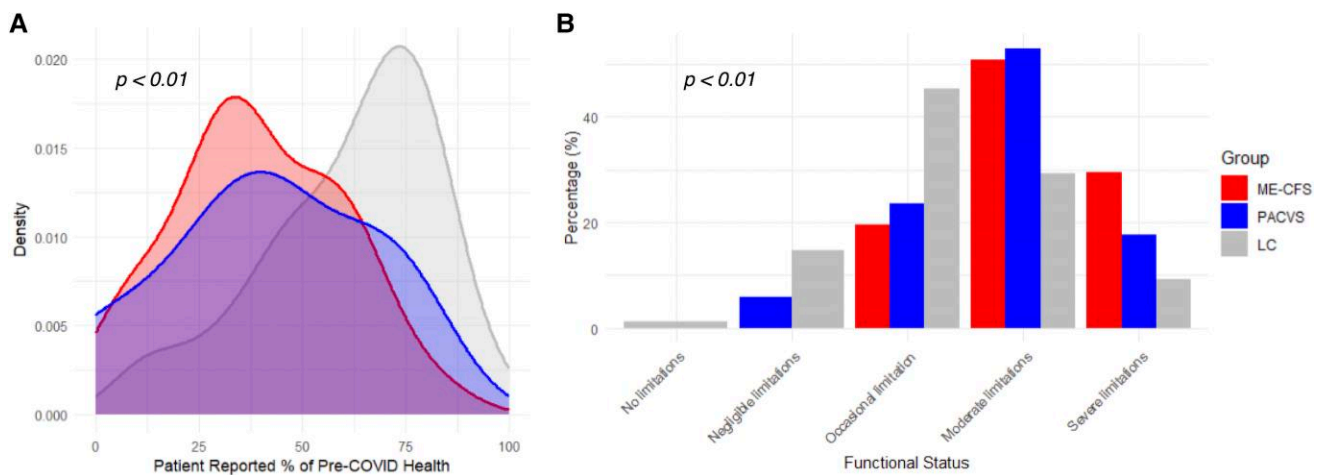 A
p < 0.01
0.020
0.015
0.010
0.005
0.000
Density
0
25
50
75
100
Patient Reported % of Pre-COVID Health
B
p < 0.01
40
20
0
Percentage (%)
No limitations
Negligible limitations
Occasional limitation
Moderate limitations
Severe limitations
Functional Status
Group
ME-CFS
PACVS
LC